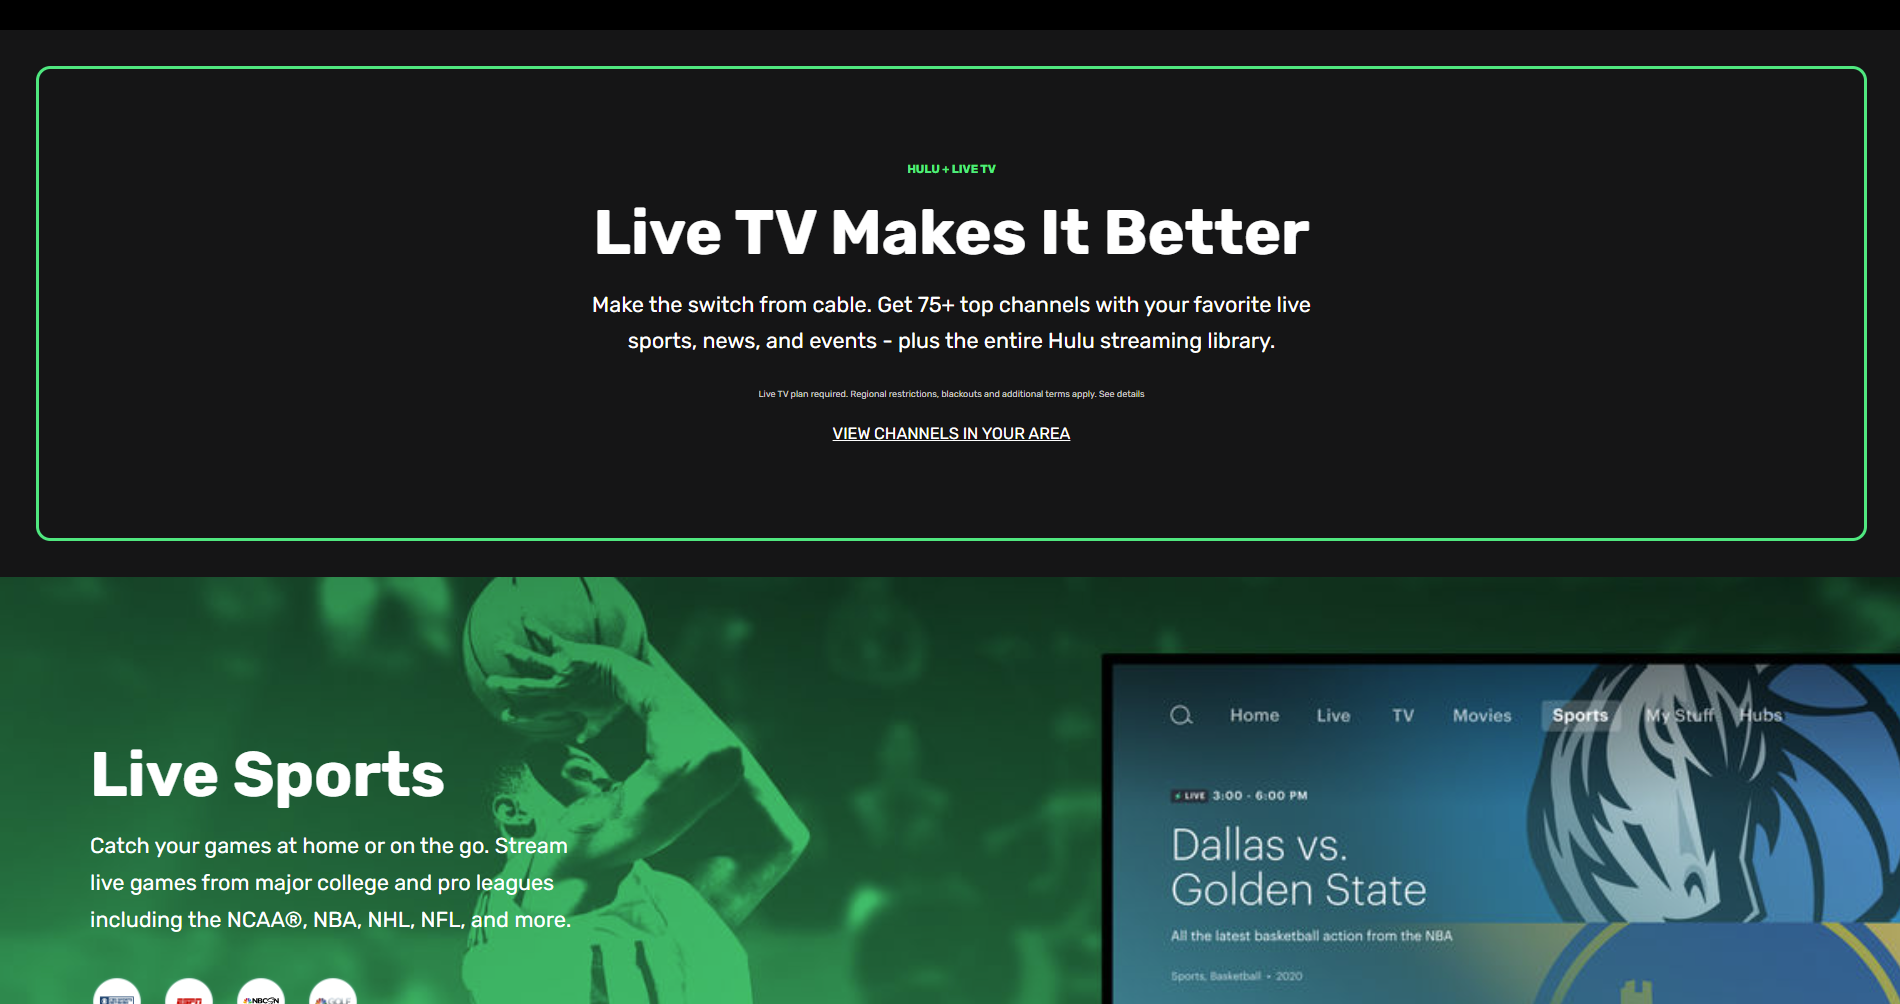 HULU + LIVE TV
Live TV Makes It Better
Make the switch from cable. Get 75+ top channels with your favorite live
sports, news, and events - plus the entire Hulu streaming library.
Live TV plan required. Regional restrictions, blackouts and additional terms apply. See details
VIEW CHANNELS IN YOUR AREA
Live Sports
Catch your games at home or on the go. Stream
live games from major college and pro leagues
including the NCAA®, NBA, NHL, NFL, and more.
ESPN
NBCSN
GOLF
Home Live TV Movies Sports My Stuff Hubs
LIVE 3:00 - 6:00 PM
Dallas vs.
Golden State
All the latest basketball action from the NBA
Sports, Basketball • 2020